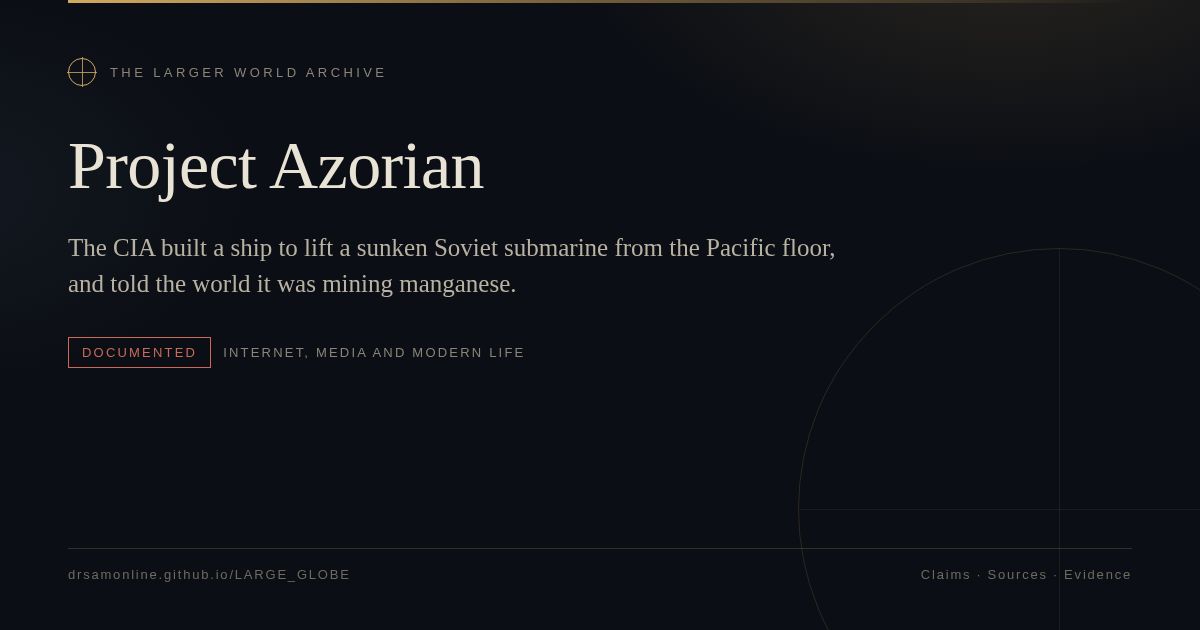 THE LARGER WORLD ARCHIVE
Project Azorian
The CIA built a ship to lift a sunken Soviet submarine from the Pacific floor,
and told the world it was mining manganese.
DOCUMENTED INTERNET, MEDIA AND MODERN LIFE
drsamonline.github.io/LARGE_GLOBE
Claims · Sources · Evidence